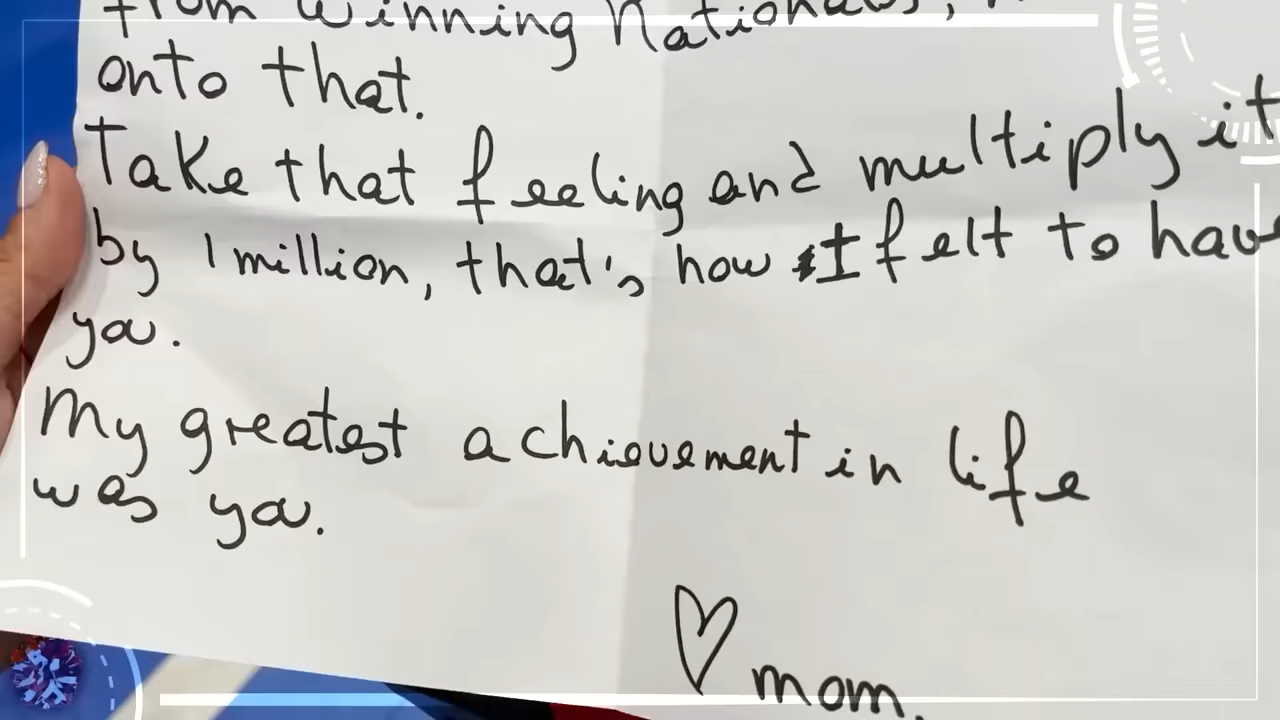 from winning Nationals,
onto that.
Take that feeling and multiply it
by 1 million, that's how I felt to have
you.
My greatest achievement in life
was you.
♡ mom.